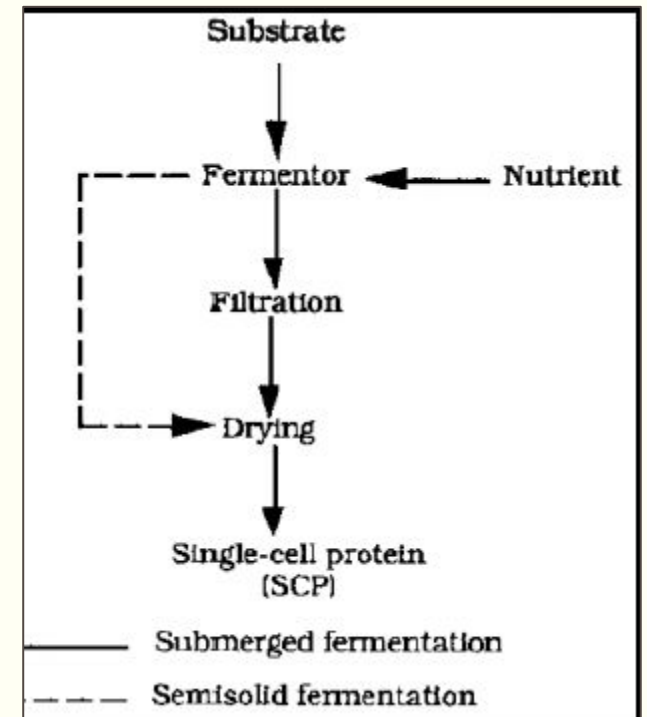 Substrate
Fermentor
Nutrient
Filtration
Drying
Single-cell protein
(SCP)
Submerged fermentation
Semisolid fermentation